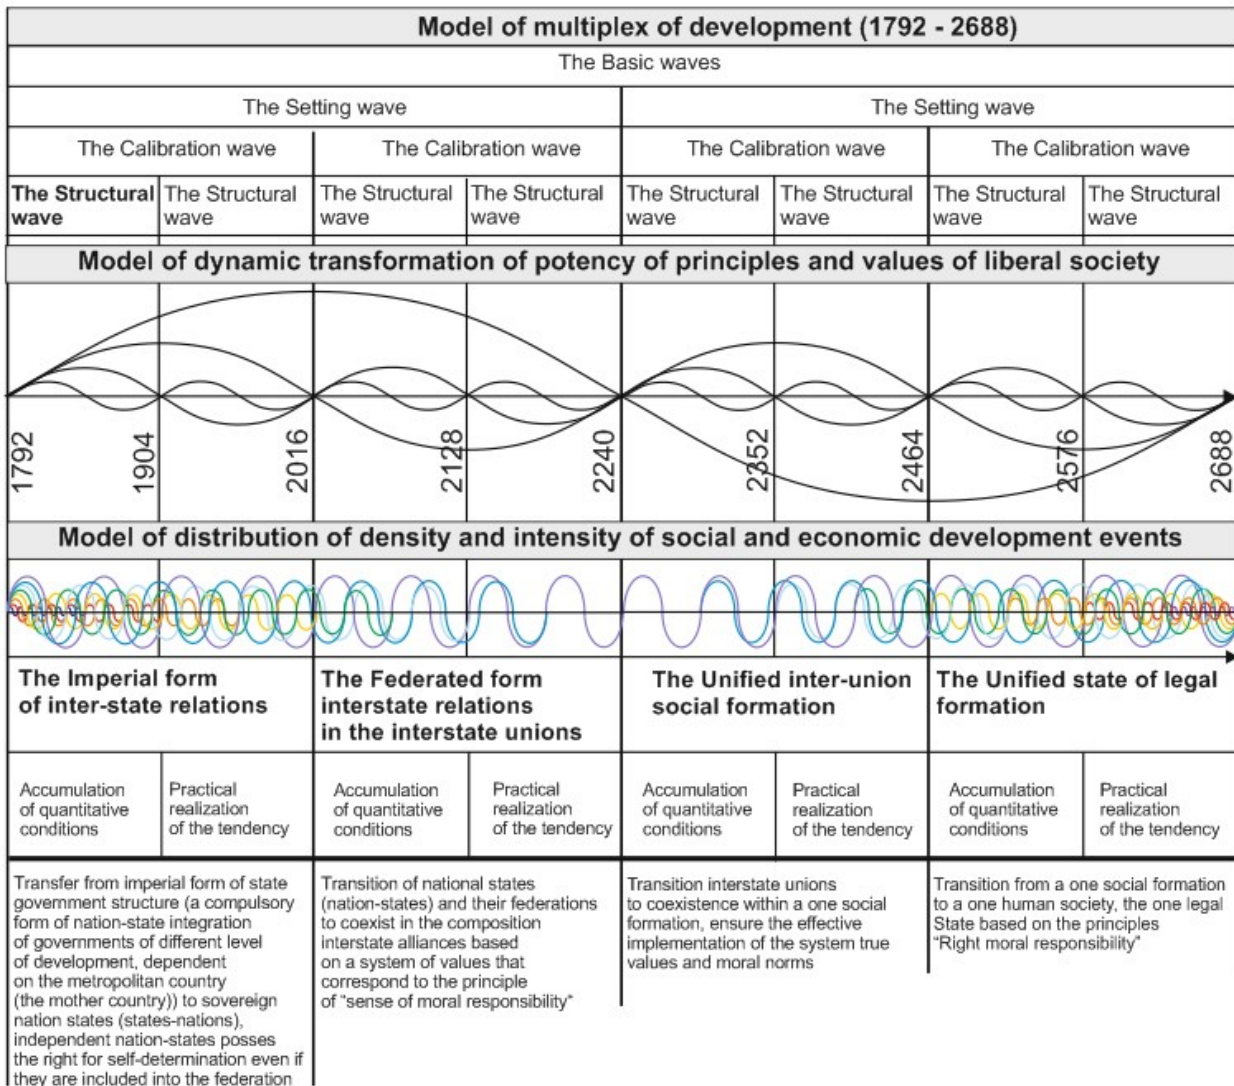 Model of multiplex of development (1792 - 2688)
The Basic waves
The Setting wave
The Setting wave
The Calibration wave
The Calibration wave
The Calibration wave
The Calibration wave
The Structural
wave
The Structural
wave
The Structural
wave
The Structural
wave
The Structural
wave
The Structural
wave
The Structural
wave
The Structural
wave
Model of dynamic transformation of potency of principles and values of liberal society
1792
1904
2016
2128
2240
2352
2464
2576
2688
Model of distribution of density and intensity of social and economic development events
The Imperial form
of inter-state relations
The Federated form
interstate relations
in the interstate unions
The Unified inter-union
social formation
The Unified state of legal
formation
Accumulation
of quantitative
conditions
Practical
realization
of the tendency
Accumulation
of quantitative
conditions
Practical
realization
of the tendency
Accumulation
of quantitative
conditions
Practical
realization
of the tendency
Accumulation
of quantitative
conditions
Practical
realization
of the tendency
Transfer from imperial form of state
government structure (a compulsory
form of nation-state integration
of governments of different level
of development, dependent
on the metropolitan country
(the mother country)) to sovereign
nation states (states-nations),
independent nation-states posses
the right for self-determination even if
they are included into the federation
Transition of national states
(nation-states) and their federations
to coexist in the composition
interstate alliances based
on a system of values that
correspond to the principle
of "sense of moral responsibility"
Transition interstate unions
to coexistence within a one social
formation, ensure the effective
implementation of the system true
values and moral norms
Transition from a one social formation
to a one human society, the one legal
State based on the principles
"Right moral responsibility"